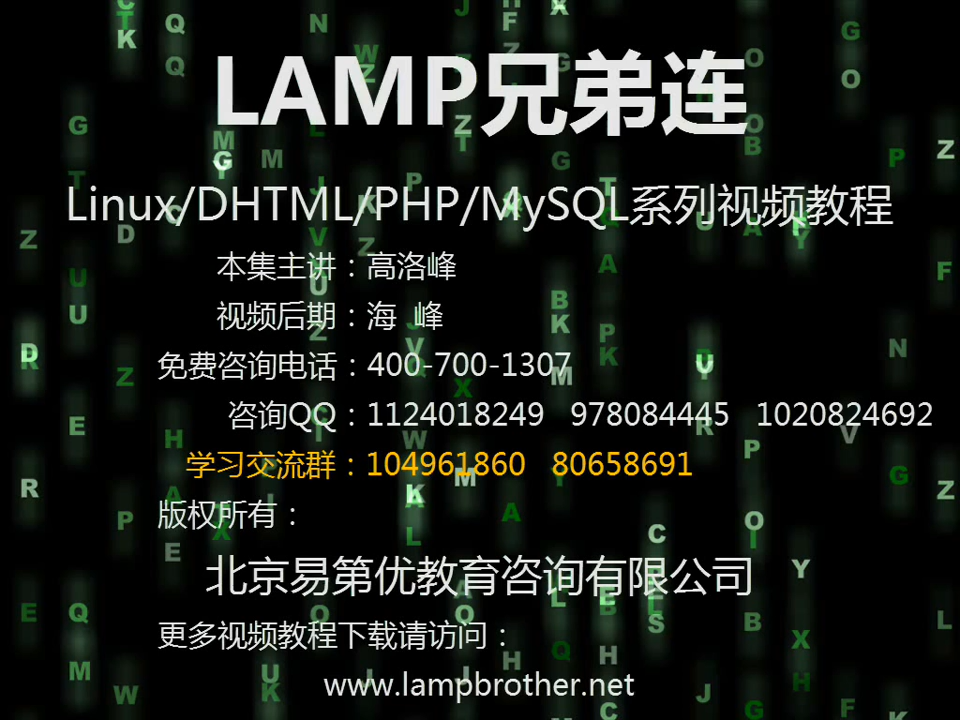 LAMP兄弟连
Linux/DHTML/PHP/MySQL系列视频教程
本集主讲：高洛峰
视频后期：海 峰
免费咨询电话：400-700-1307
咨询QQ：1124018249 978084445 1020824692
学习交流群：104961860 80658691
版权所有：
北京易第优教育咨询有限公司
更多视频教程下载请访问：
www.lampbrother.net